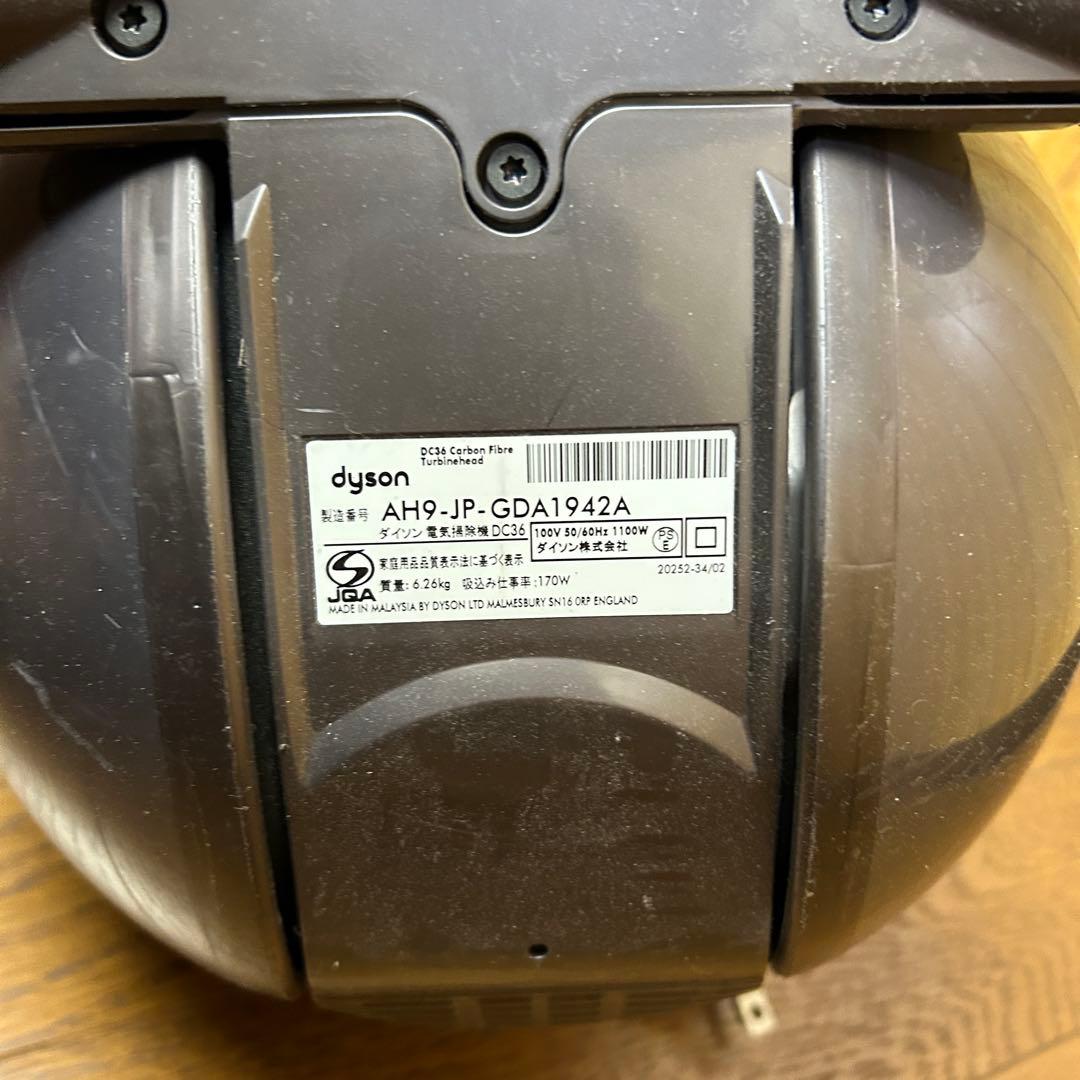 DC36 Carbon Fibre
Turbinehead
dyson
製造番号 AH9-JP-GDA1942A
ダイソン 電気掃除機 DC36
100V 50/60Hz 1100W
ダイソン株式会社
PS
E
家庭用品品質表示法に基づく表示
20252-34/02
質量: 6.26kg 吸込み仕事率:170W
JQA
MADE IN MALAYSIA BY DYSON LTD MALMESBURY SN16 0RP ENGLAND